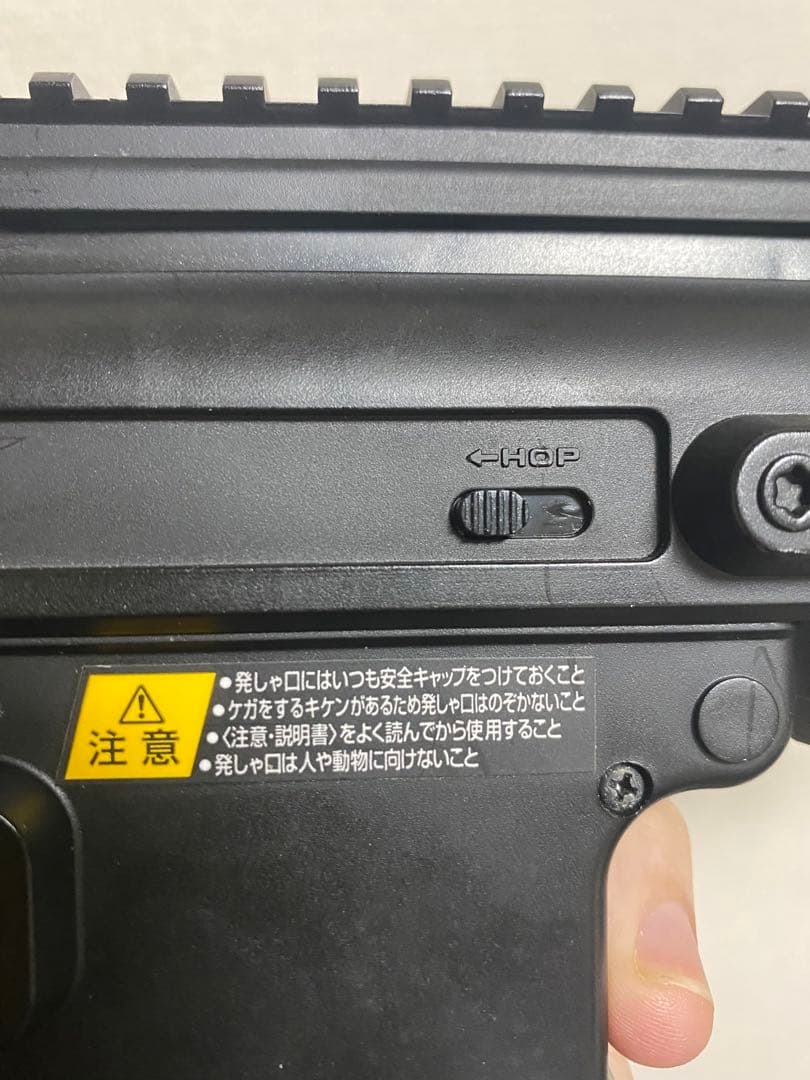 ←HOP
注意
●発しゃ口にはいつも安全キャップをつけておくこと
●ケガをするキケンがあるため発しゃ口はのぞかないこと
●〈注意・説明書〉をよく読んでから使用すること
●発しゃ口は人や動物に向けないこと